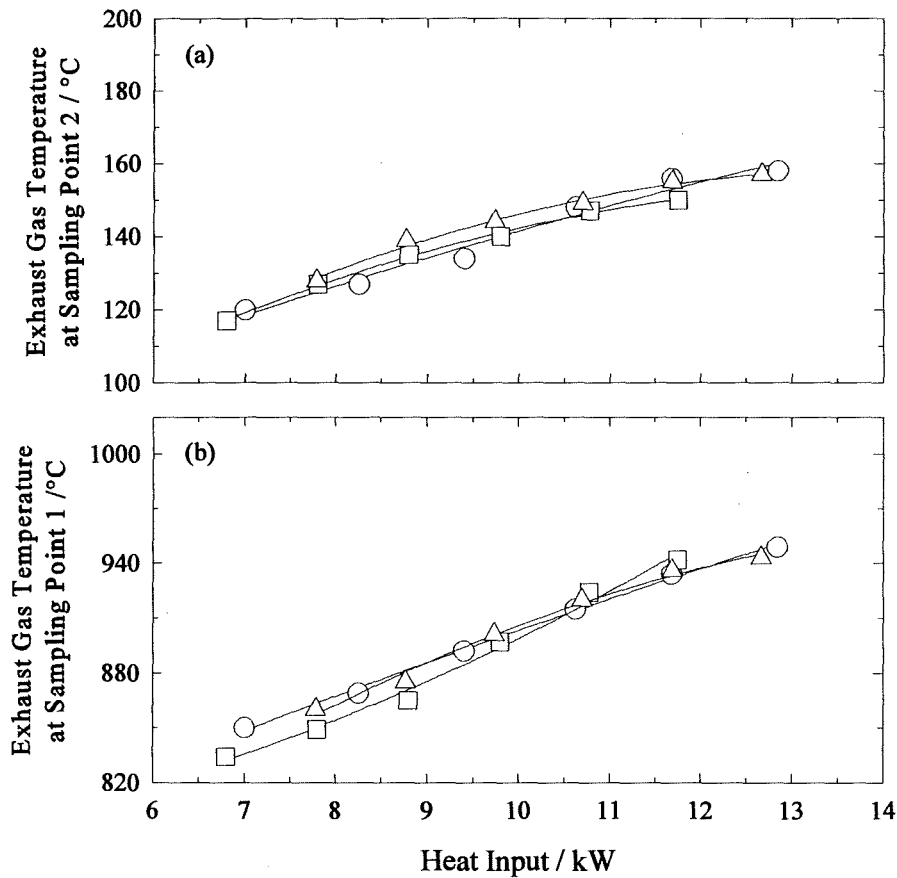 200
(a)
180
160
140
120
100
Exhaust Gas Temperature
at Sampling Point 2 / °C
(b)
1000
940
880
820
Exhaust Gas Temperature
at Sampling Point 1 /°C
6 7 8 9 10 11 12 13 14
Heat Input / kW